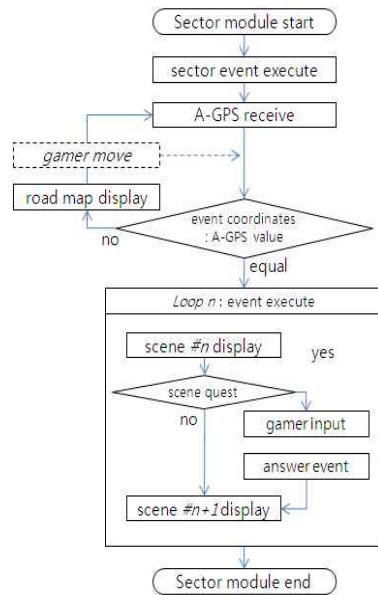 Sector module start
sector event execute
A-GPS receive
gamer move
road map display
event coordinates
: A-GPS value
no
equal
Loop n : event execute
scene #n display
yes
scene quest
no
gamer input
answer event
scene #n+1 display
Sector module end